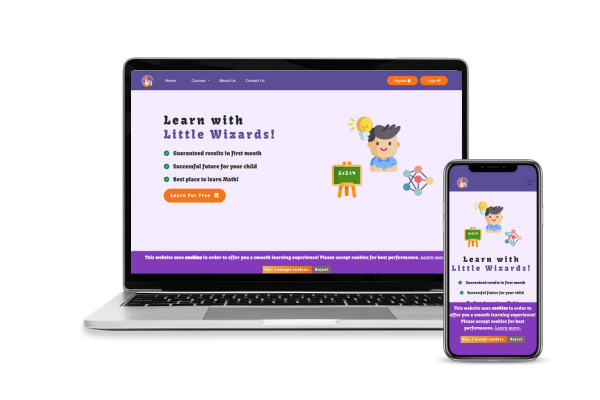 Home Courses About Us Contact Us Register Login
Learn with
Little Wizards!
Guaranteed results in first month
Successful future for your child
Best place to learn Math!
Learn For Free
2+2=4
This website uses cookies in order to offer you a smooth learning experience! Please accept cookies for best performance. Learn more.
Yes, I accept cookies. Reject
Learn with
Little Wizards!
Guaranteed results in first month
Successful future for your child
This website uses cookies in order to
offer you a smooth learning experience!
Please accept cookies for best
performance. Learn more.
Yes, I accept cookies. Reject